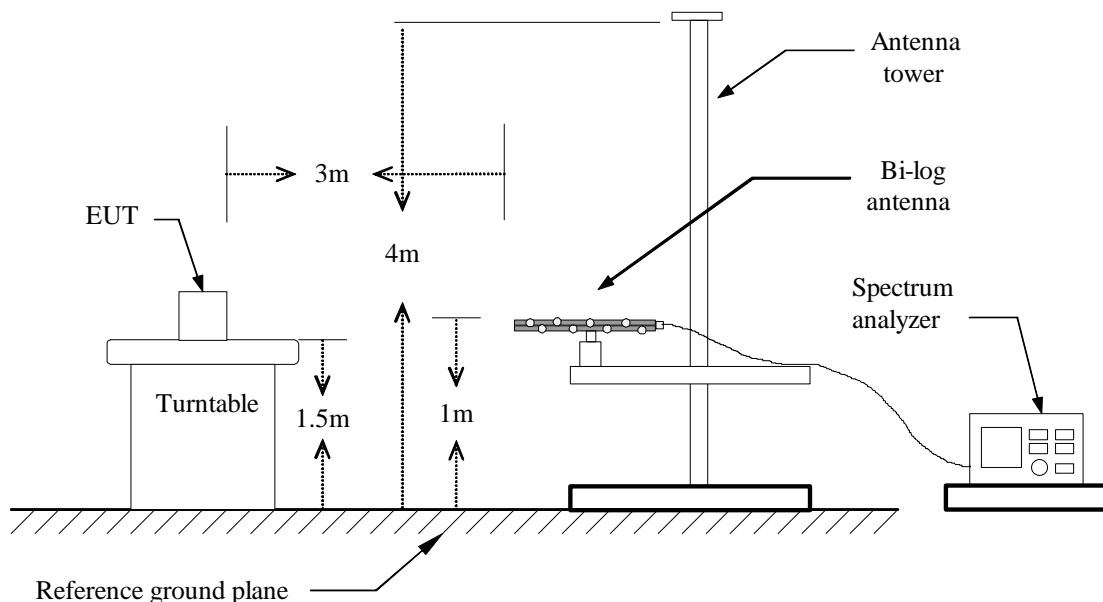 Antenna
tower
3m
Bi-log
antenna
EUT
4m
Spectrum
analyzer
Turntable
1.5m
1m
Reference ground plane